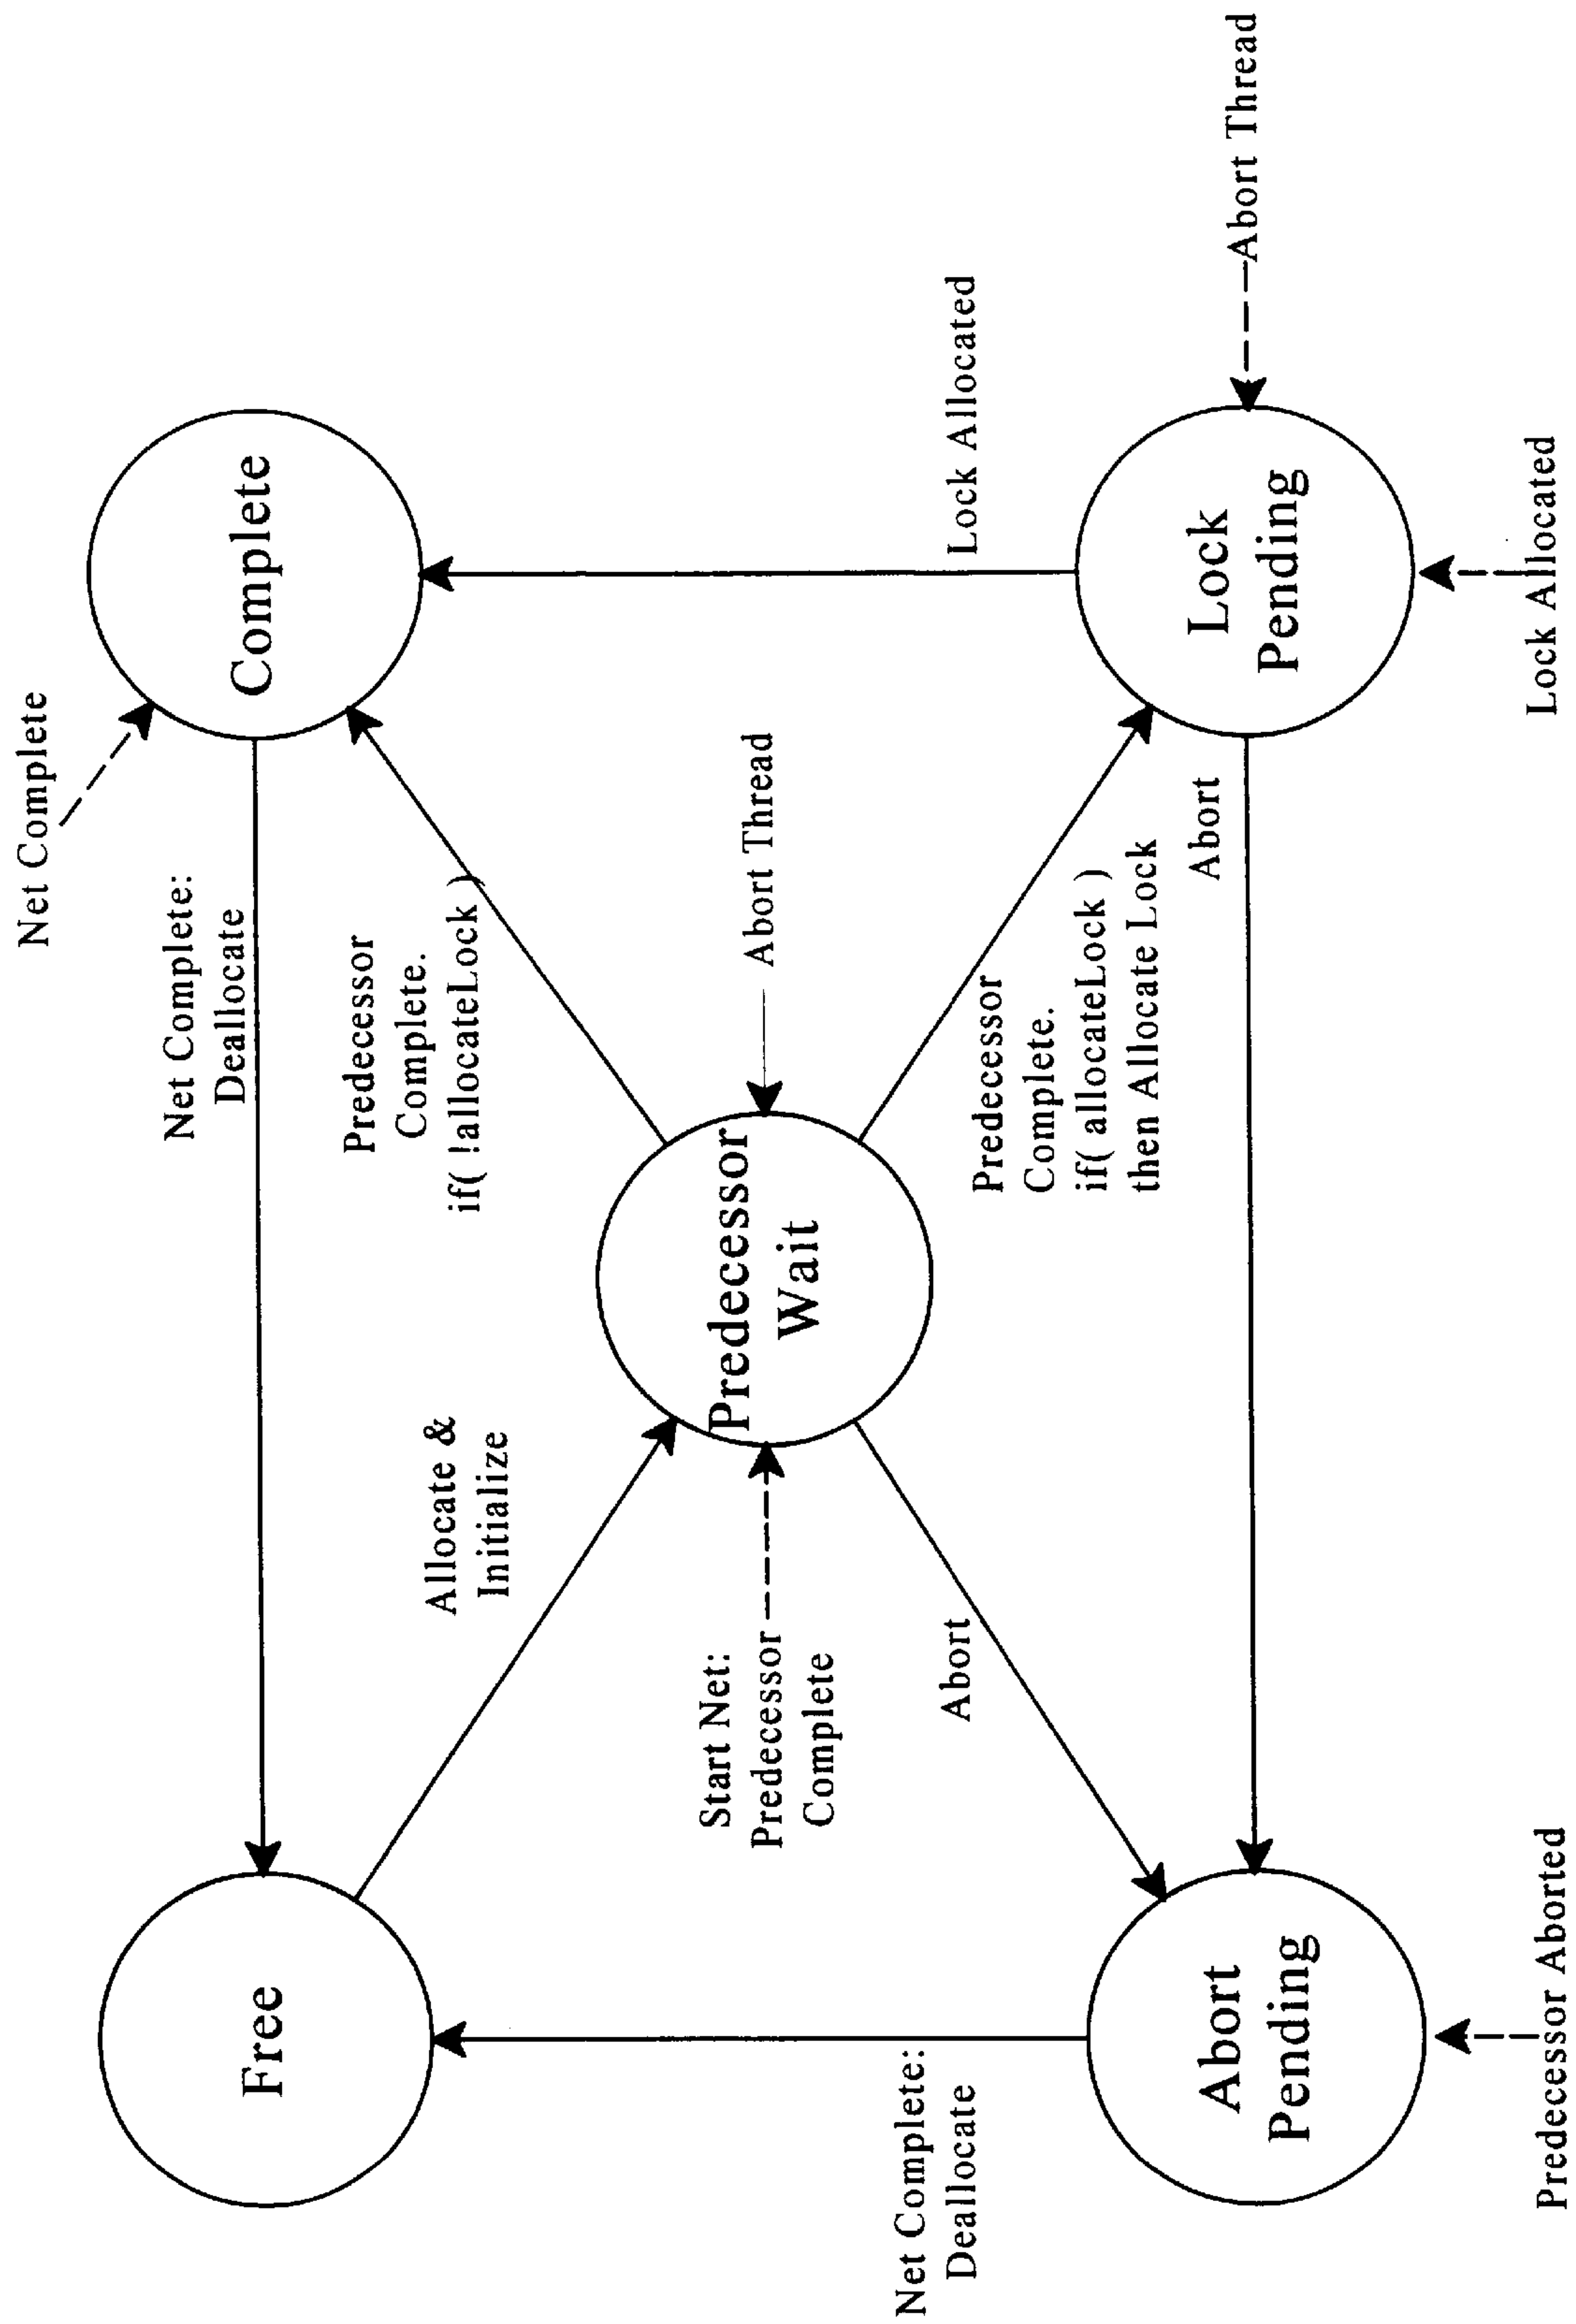 Net Complete
Net Complete:
Deallocate
Free
Complete
Allocate &
Initialize
Predecessor
Complete.
if( !allocateLock )
Start Net:
Predecessor
Complete
Predecessor
Wait
Abort Thread
Net Complete:
Deallocate
Abort
Predecessor
Complete.
if( allocateLock )
then Allocate Lock
Lock Allocated
Abort
Abort
Pending
Lock
Pending
Abort Thread
Predecessor Aborted
Lock Allocated